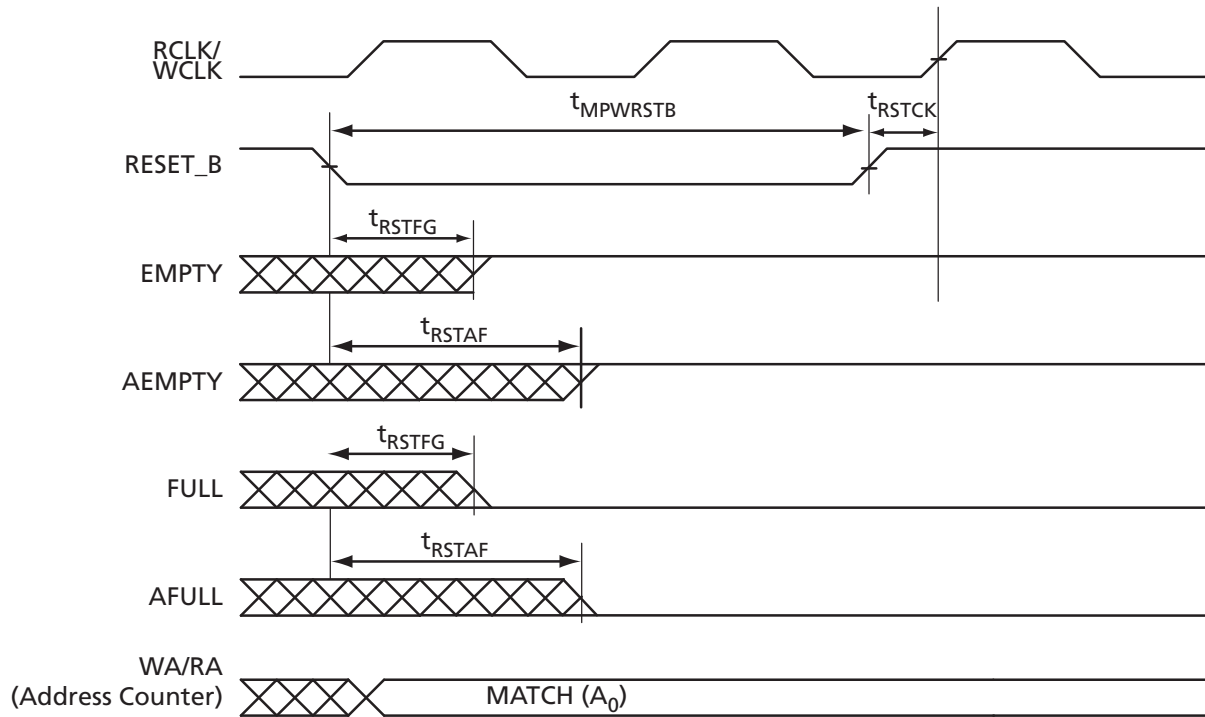 RCLK/
WCLK
tMPWRSTB
tRSTCK
RESET_B
tRSTFG
EMPTY
tRSTAF
AEMPTY
tRSTFG
FULL
tRSTAF
AFULL
WA/RA
(Address Counter)
MATCH (A0)